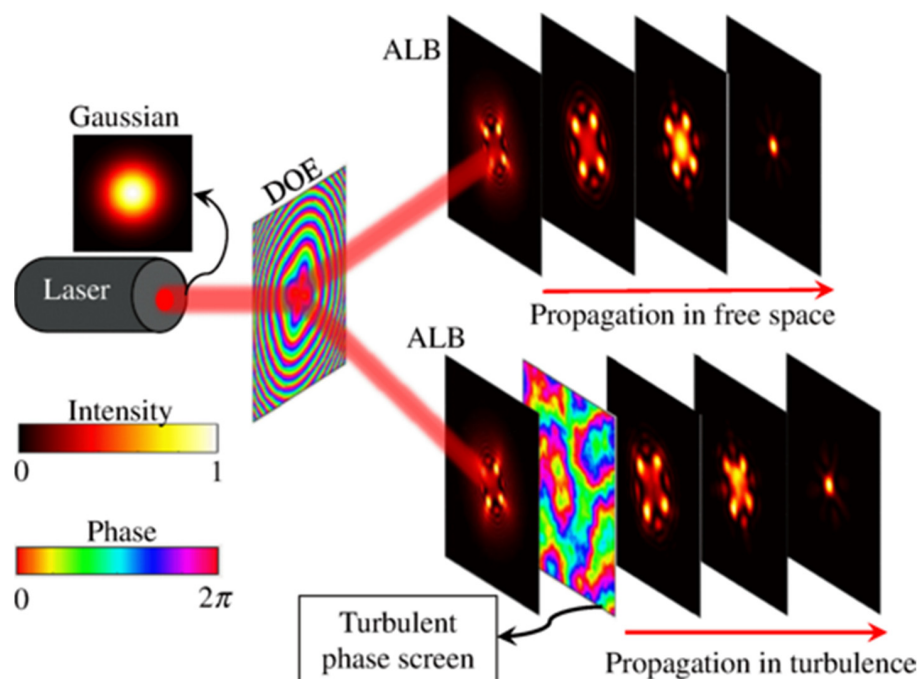 ALB
Gaussian
DOE
Laser
Propagation in free space
ALB
Intensity
0 1
Phase
0 2π
Turbulent
phase screen
Propagation in turbulence